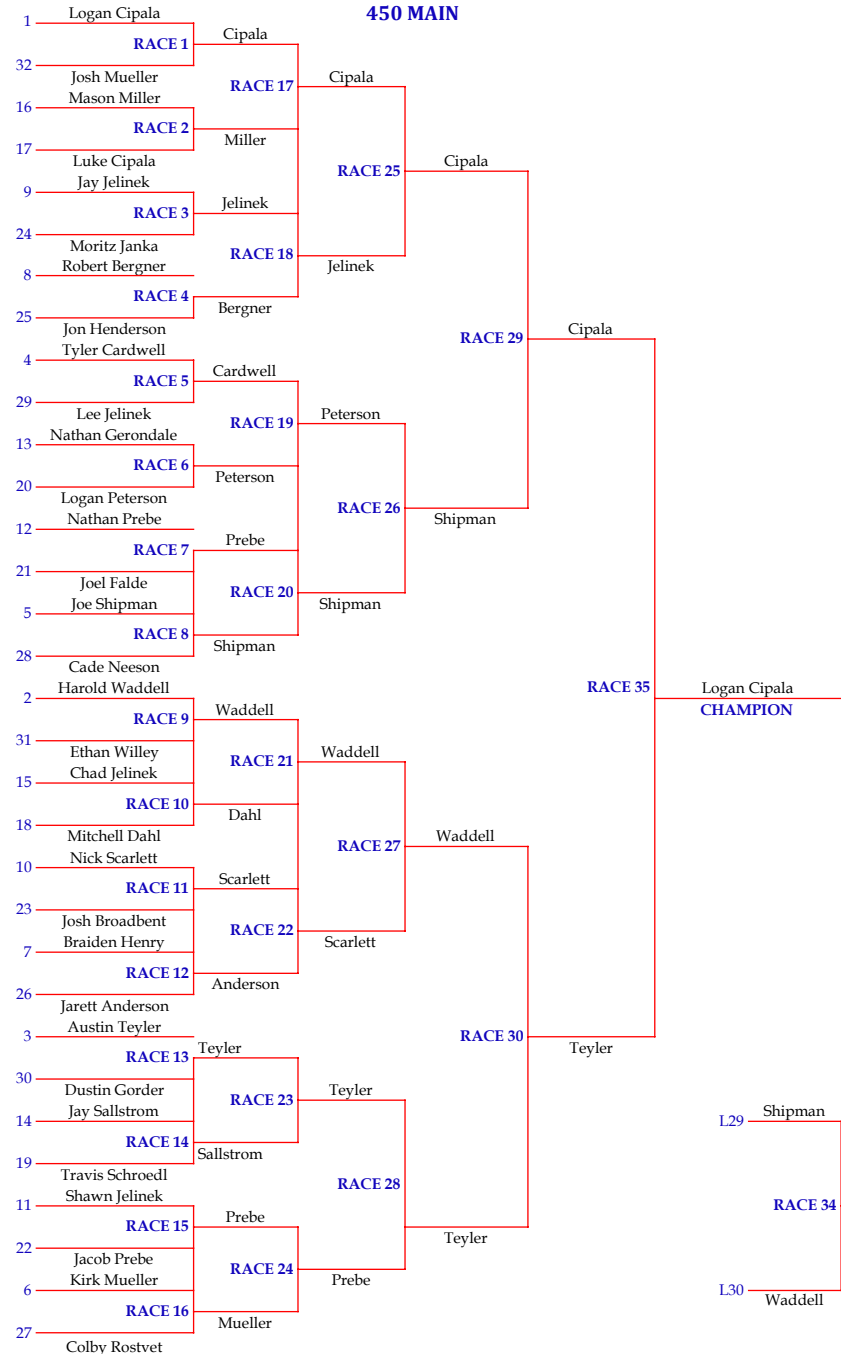 450 MAIN
1 Logan Cipala
RACE 1 Cipala
32
Josh Mueller
RACE 17 Cipala
16 Mason Miller
RACE 2
17
Miller
Luke Cipala
RACE 25 Cipala
9 Jay Jelinek
RACE 3 Jelinek
24
Moritz Janka
RACE 18
Jelinek
8 Robert Bergner
RACE 4
25
Bergner
Jon Henderson
RACE 29 Cipala
4 Tyler Cardwell
RACE 5 Cardwell
29
Lee Jelinek
RACE 19 Peterson
13 Nathan Gerondale
RACE 6
20
Peterson
Logan Peterson
RACE 26
Shipman
12 Nathan Prebe
RACE 7 Prebe
21
Joel Falde
RACE 20
Shipman
5 Joe Shipman
RACE 8
28
Shipman
Cade Neeson
RACE 35 Logan Cipala
CHAMPION
2 Harold Waddell
RACE 9 Waddell
31
Ethan Willey
RACE 21 Waddell
15 Chad Jelinek
RACE 10
18
Dahl
Mitchell Dahl
RACE 27 Waddell
10 Nick Scarlett
RACE 11 Scarlett
23
Josh Broadbent
RACE 22
Scarlett
7 Braiden Henry
RACE 12
26
Anderson
Jarett Anderson
RACE 30
Teyler
3 Austin Teyler
RACE 13 Teyler
30
Dustin Gorder
RACE 23 Teyler
14 Jay Sallstrom
RACE 14
19
Sallstrom
Travis Schroedl
RACE 28
Teyler
11 Shawn Jelinek
RACE 15 Prebe
22
Jacob Prebe
RACE 24
Prebe
6 Kirk Mueller
RACE 16
27
Mueller
Colby Rostvet
L29 Shipman
RACE 34
L30
Waddell